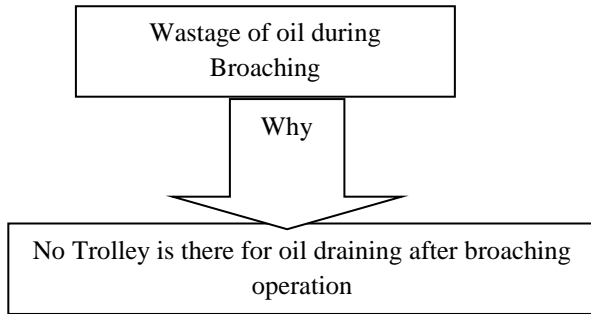 Wastage of oil during
Broaching
Why
No Trolley is there for oil draining after broaching
operation